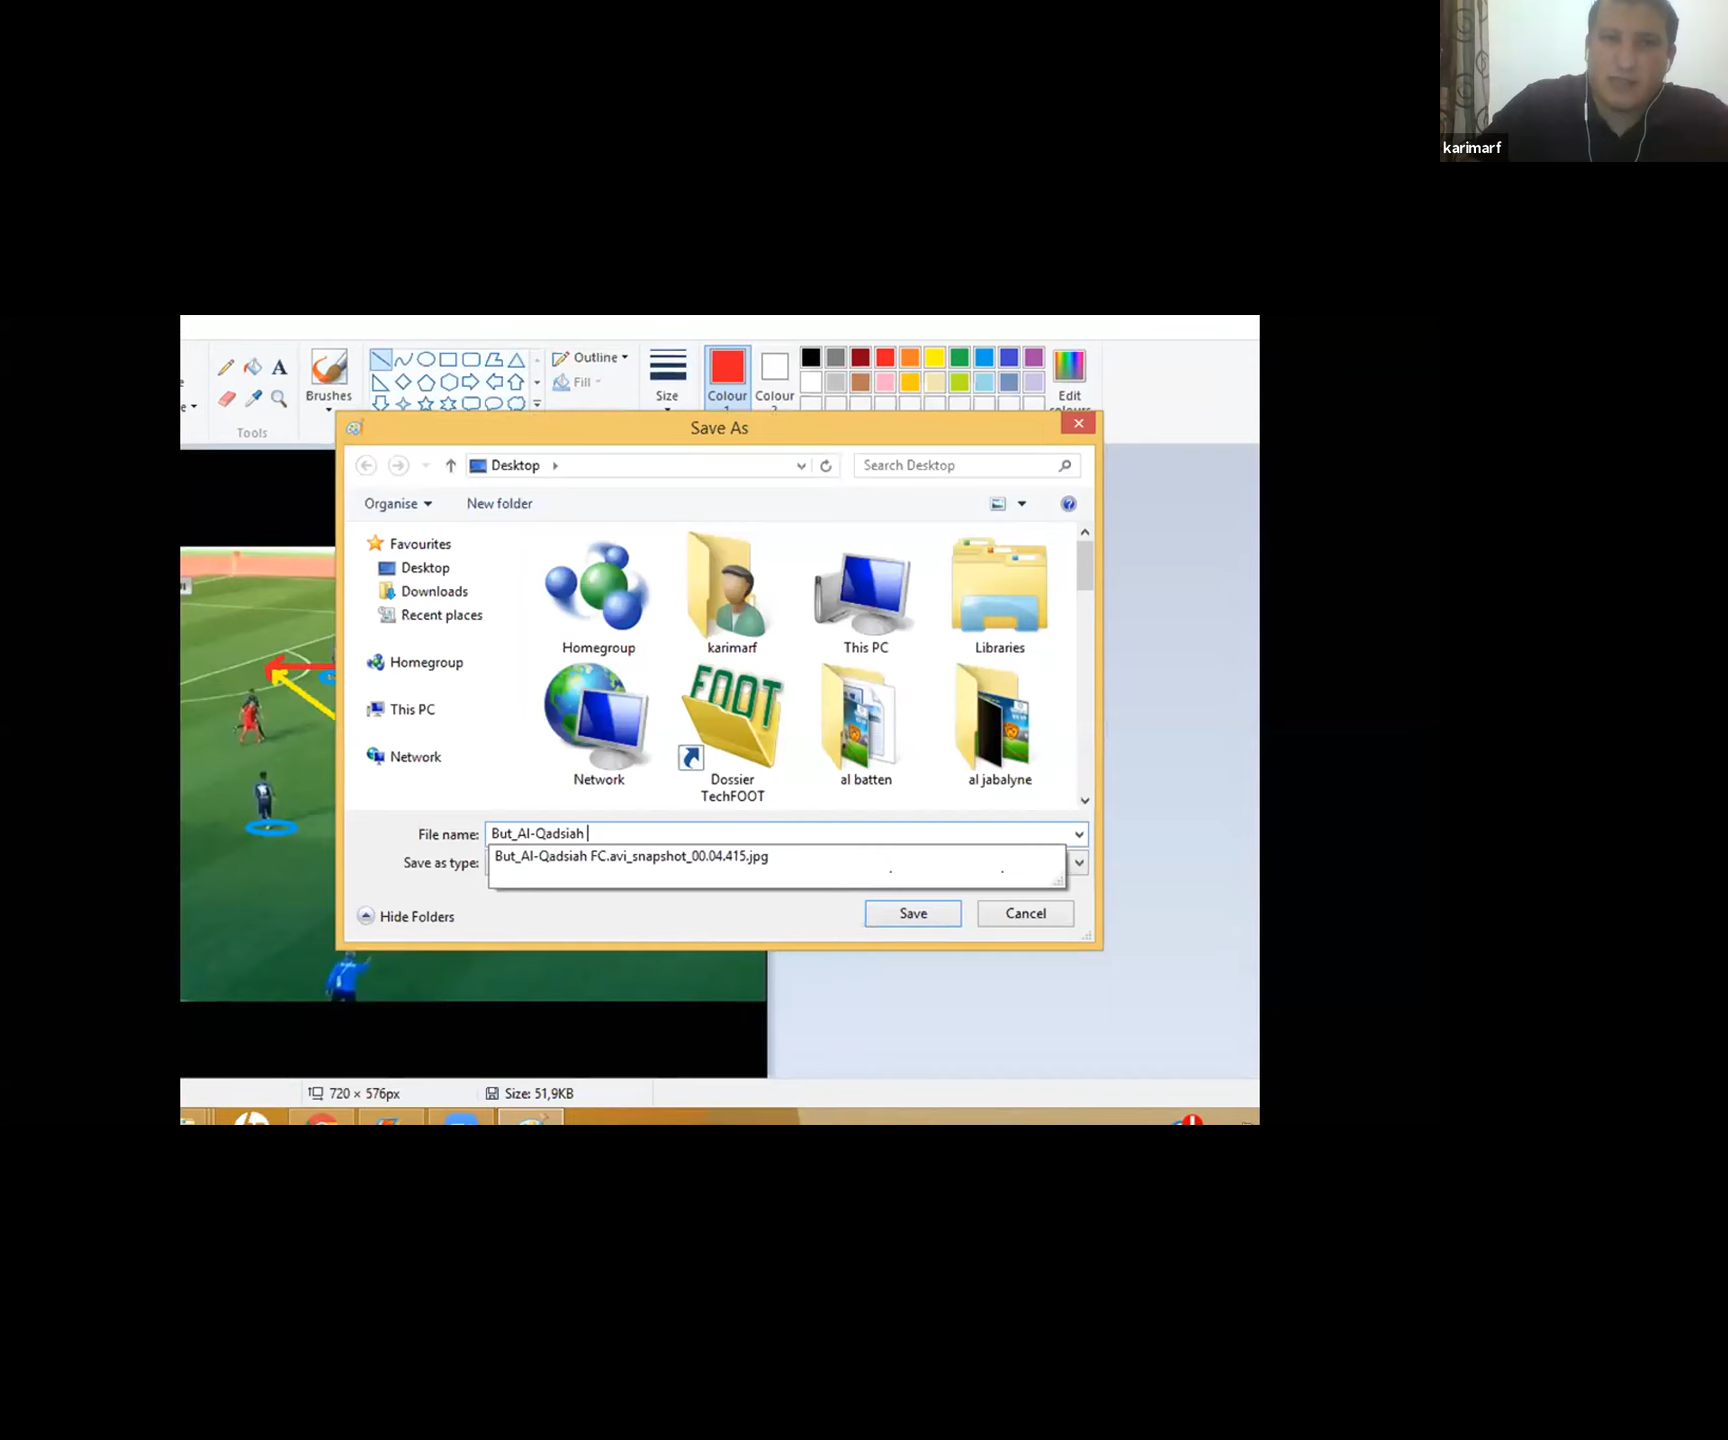 karimarf
Outline
Fill
Brushes
Size
Colour
1
Colour
Edit
Tools
Save As
Desktop
Search Desktop
Organise
New folder
Favourites
Desktop
Downloads
Recent places
Homegroup
This PC
Network
Homegroup
karimarf
This PC
Libraries
FOOT
Network
Dossier
TechFOOT
al batten
al jabalyne
File name:
But_Al-Qadsiah
Save as type:
But_Al-Qadsiah FC.avi_snapshot_00.04.415.jpg
Hide Folders
Save
Cancel
720 × 576px
Size: 51,9KB